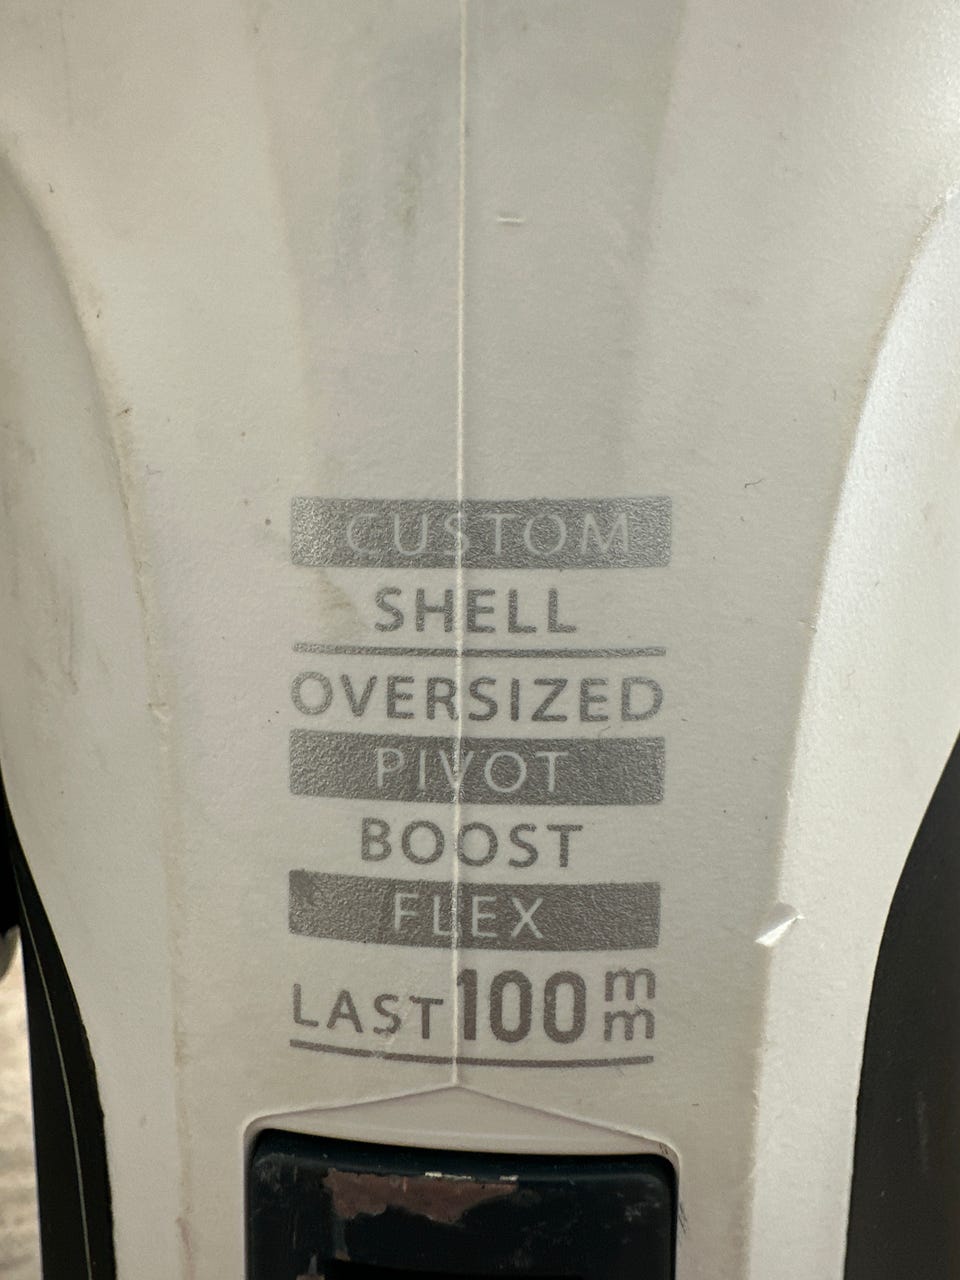 CUSTOM
SHELL
OVERSIZED
PIVOT
BOOST
FLEX
LAST 100 mm